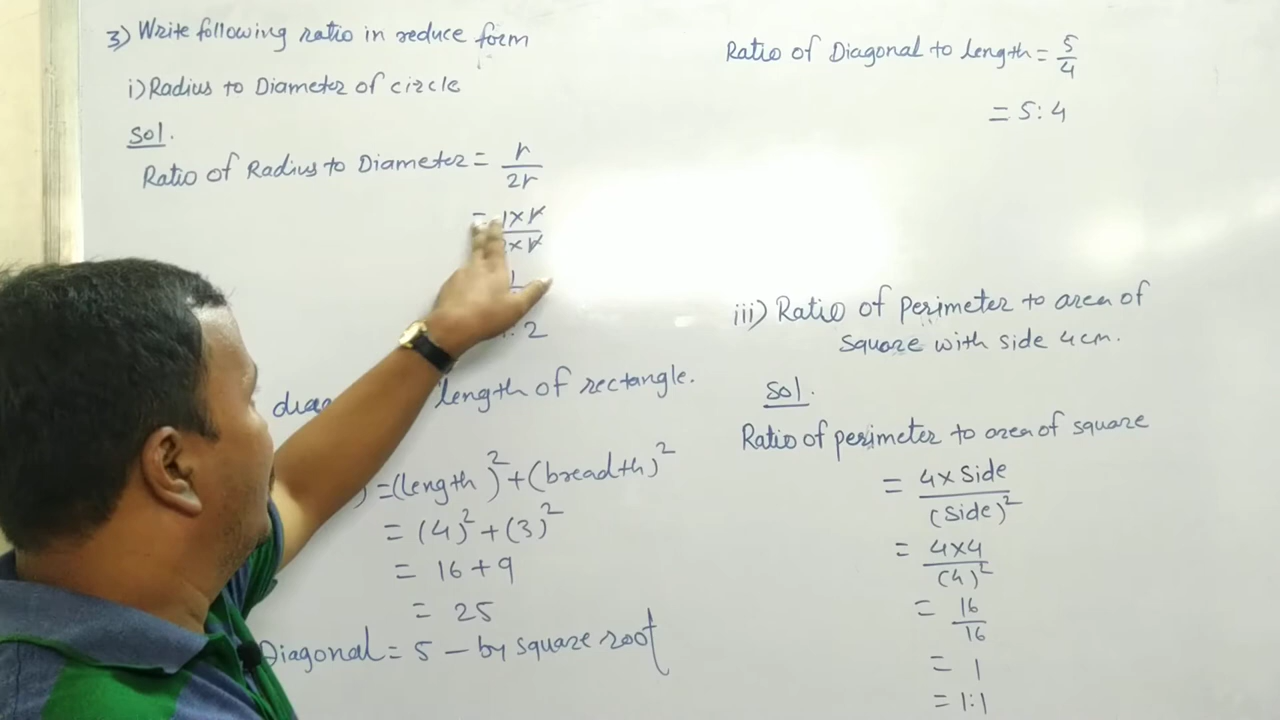 3) Write following ratio in reduce form
i) Radius to Diameter of circle
Sol.
Ratio of Radius to Diameter = r / 2r
= 1 × r / × r
1
: 2
length of rectangle.
) = (length)² + (breadth)²
= (4)² + (3)²
= 16 + 9
= 25
Diagonal = 5 — by square root
Ratio of Diagonal to length = 5/4
= 5 : 4
iii) Ratio of perimeter to area of
square with side 4cm.
Sol.
Ratio of perimeter to area of square
= 4 × Side / (Side)²
= 4×4 / (4)²
= 16 / 16
= 1
= 1:1